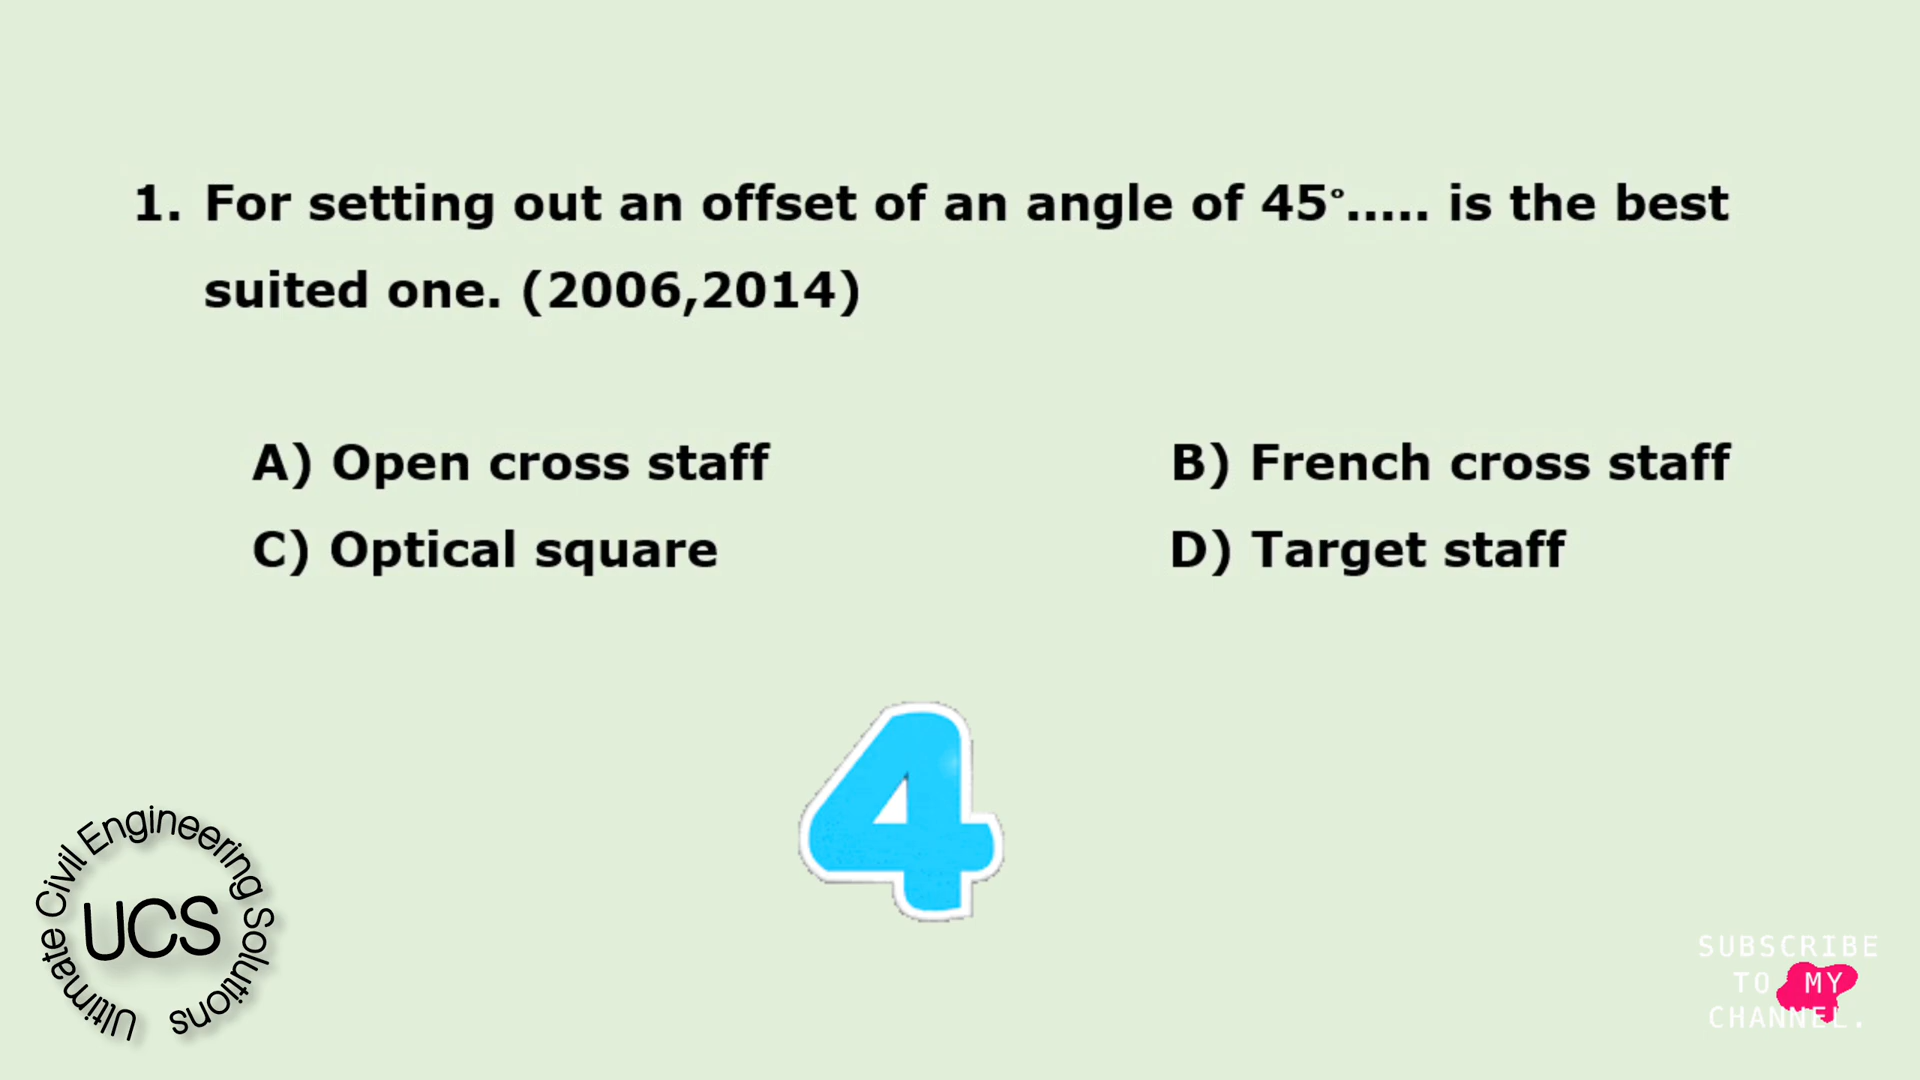 1. For setting out an offset of an angle of 45°..... is the best
suited one. (2006,2014)
A) Open cross staff
B) French cross staff
C) Optical square
D) Target staff
4
Ultimate Civil Engineering Solutions
UCS
SUBSCRIBE
TO MY
CHANNEL.